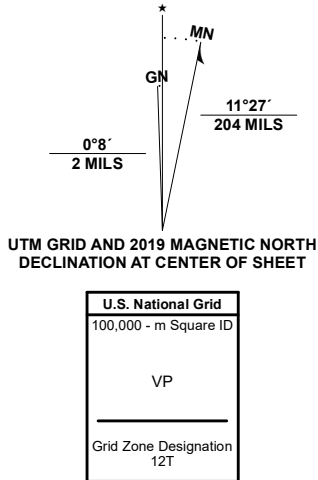 ★
MN
GN
11°27´
204 MILS
0°8´
2 MILS
UTM GRID AND 2019 MAGNETIC NORTH
DECLINATION AT CENTER OF SHEET
U.S. National Grid
100,000 - m Square ID
VP
Grid Zone Designation
12T